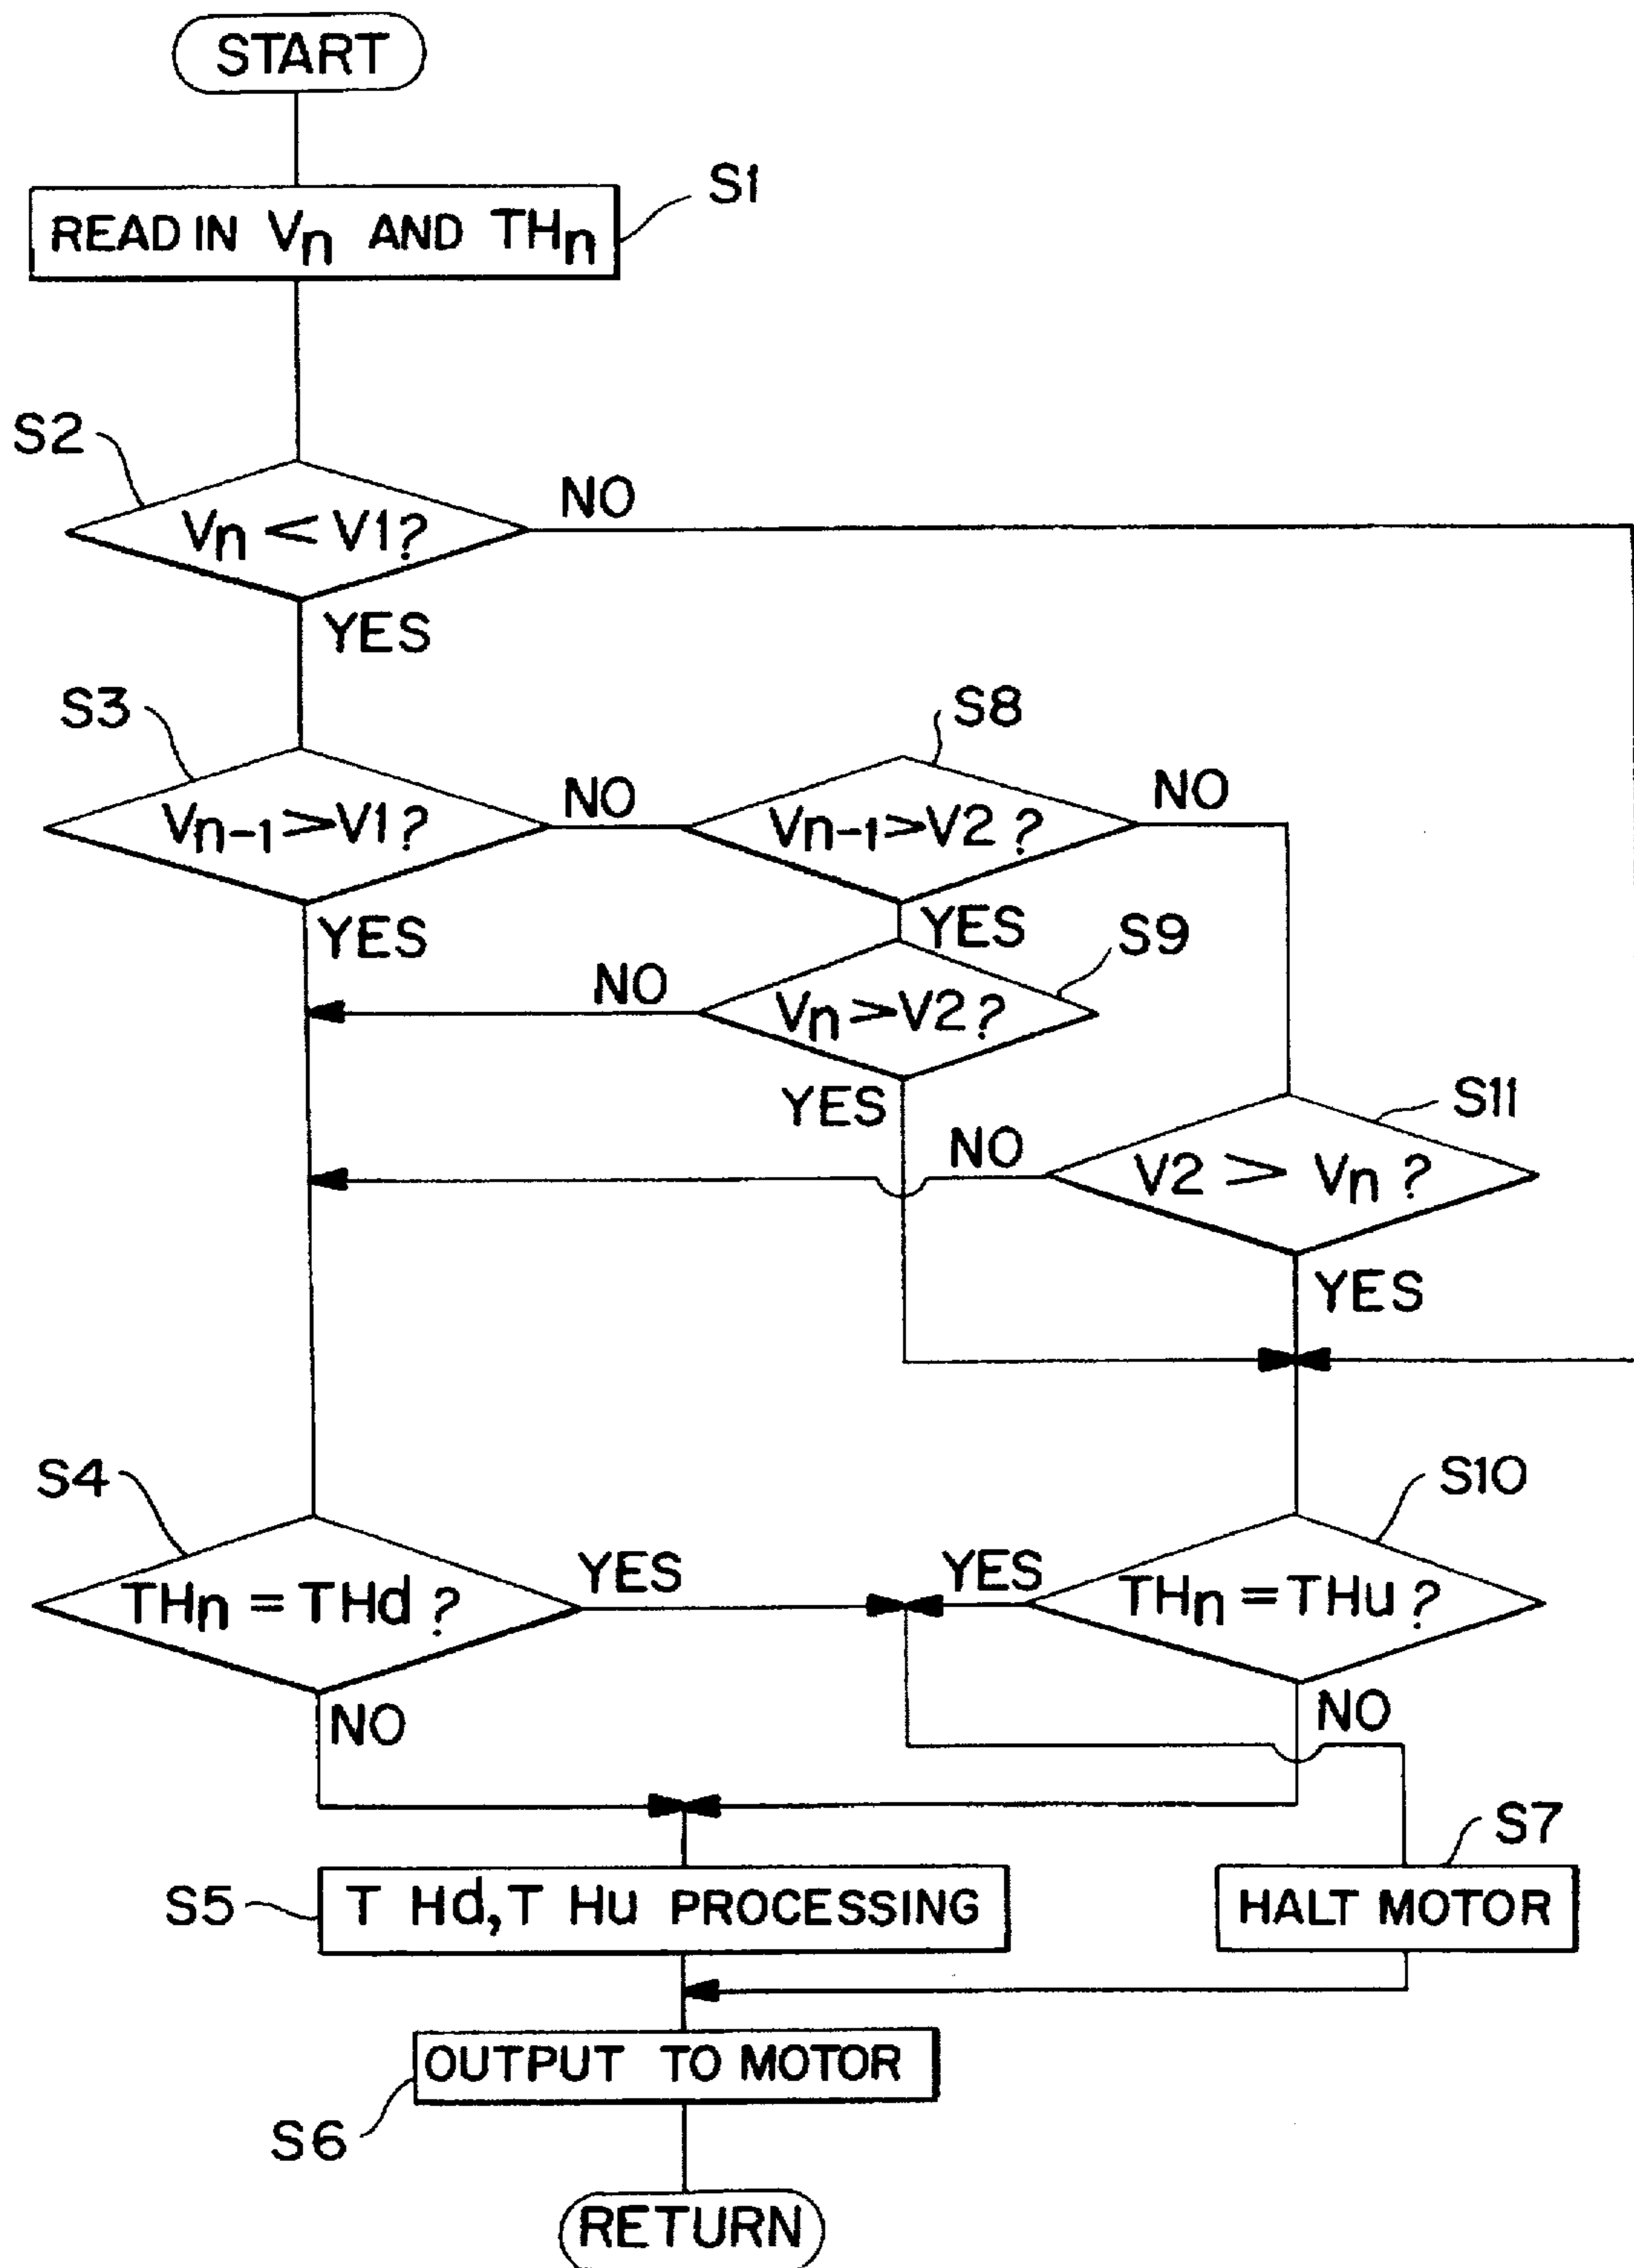 START
S1
READ IN Vn AND THn
S2
NO
Vn < V1?
YES
S3
S8
Vn-1>V1?
NO
Vn-1>V2?
NO
YES
YES
S9
NO
Vn>V2?
YES
S11
NO
V2 > Vn ?
YES
S4
S10
THn = THd ?
YES
YES
THn = THu ?
NO
NO
S7
S5
T Hd, T Hu PROCESSING
HALT MOTOR
OUTPUT TO MOTOR
S6
RETURN